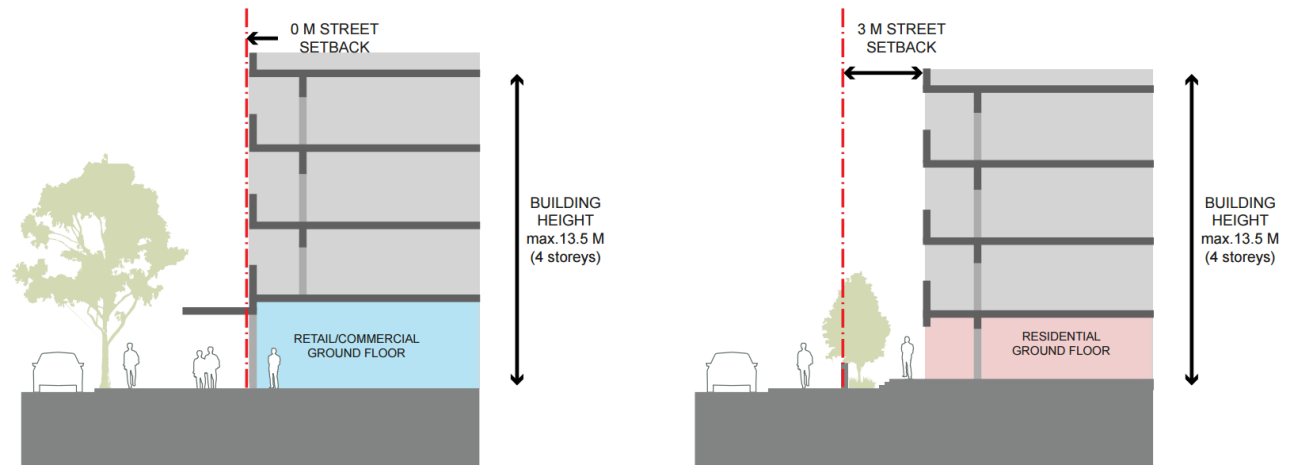 0 M STREET
SETBACK
BUILDING
HEIGHT
max.13.5 M
(4 storeys)
RETAIL/COMMERCIAL
GROUND FLOOR
3 M STREET
SETBACK
BUILDING
HEIGHT
max.13.5 M
(4 storeys)
RESIDENTIAL
GROUND FLOOR